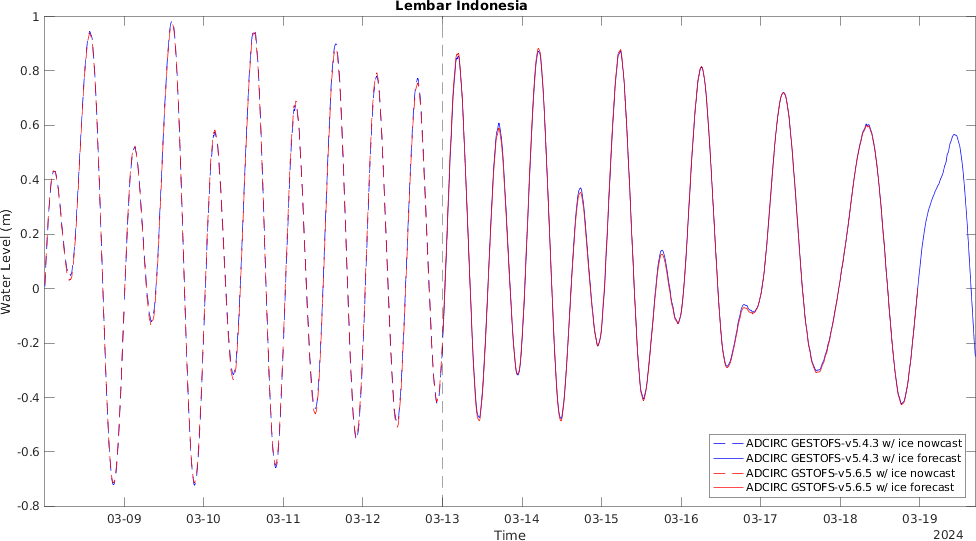 Lembar Indonesia
1
0.8
0.6
0.4
0.2
0
-0.2
-0.4
-0.6
-0.8
Water Level (m)
03-09 03-10 03-11 03-12 03-13 03-14 03-15 03-16 03-17 03-18 03-19
Time
2024
ADCIRC GESTOFS-v5.4.3 w/ ice nowcast
ADCIRC GESTOFS-v5.4.3 w/ ice forecast
ADCIRC GSTOFS-v5.6.5 w/ ice nowcast
ADCIRC GSTOFS-v5.6.5 w/ ice forecast